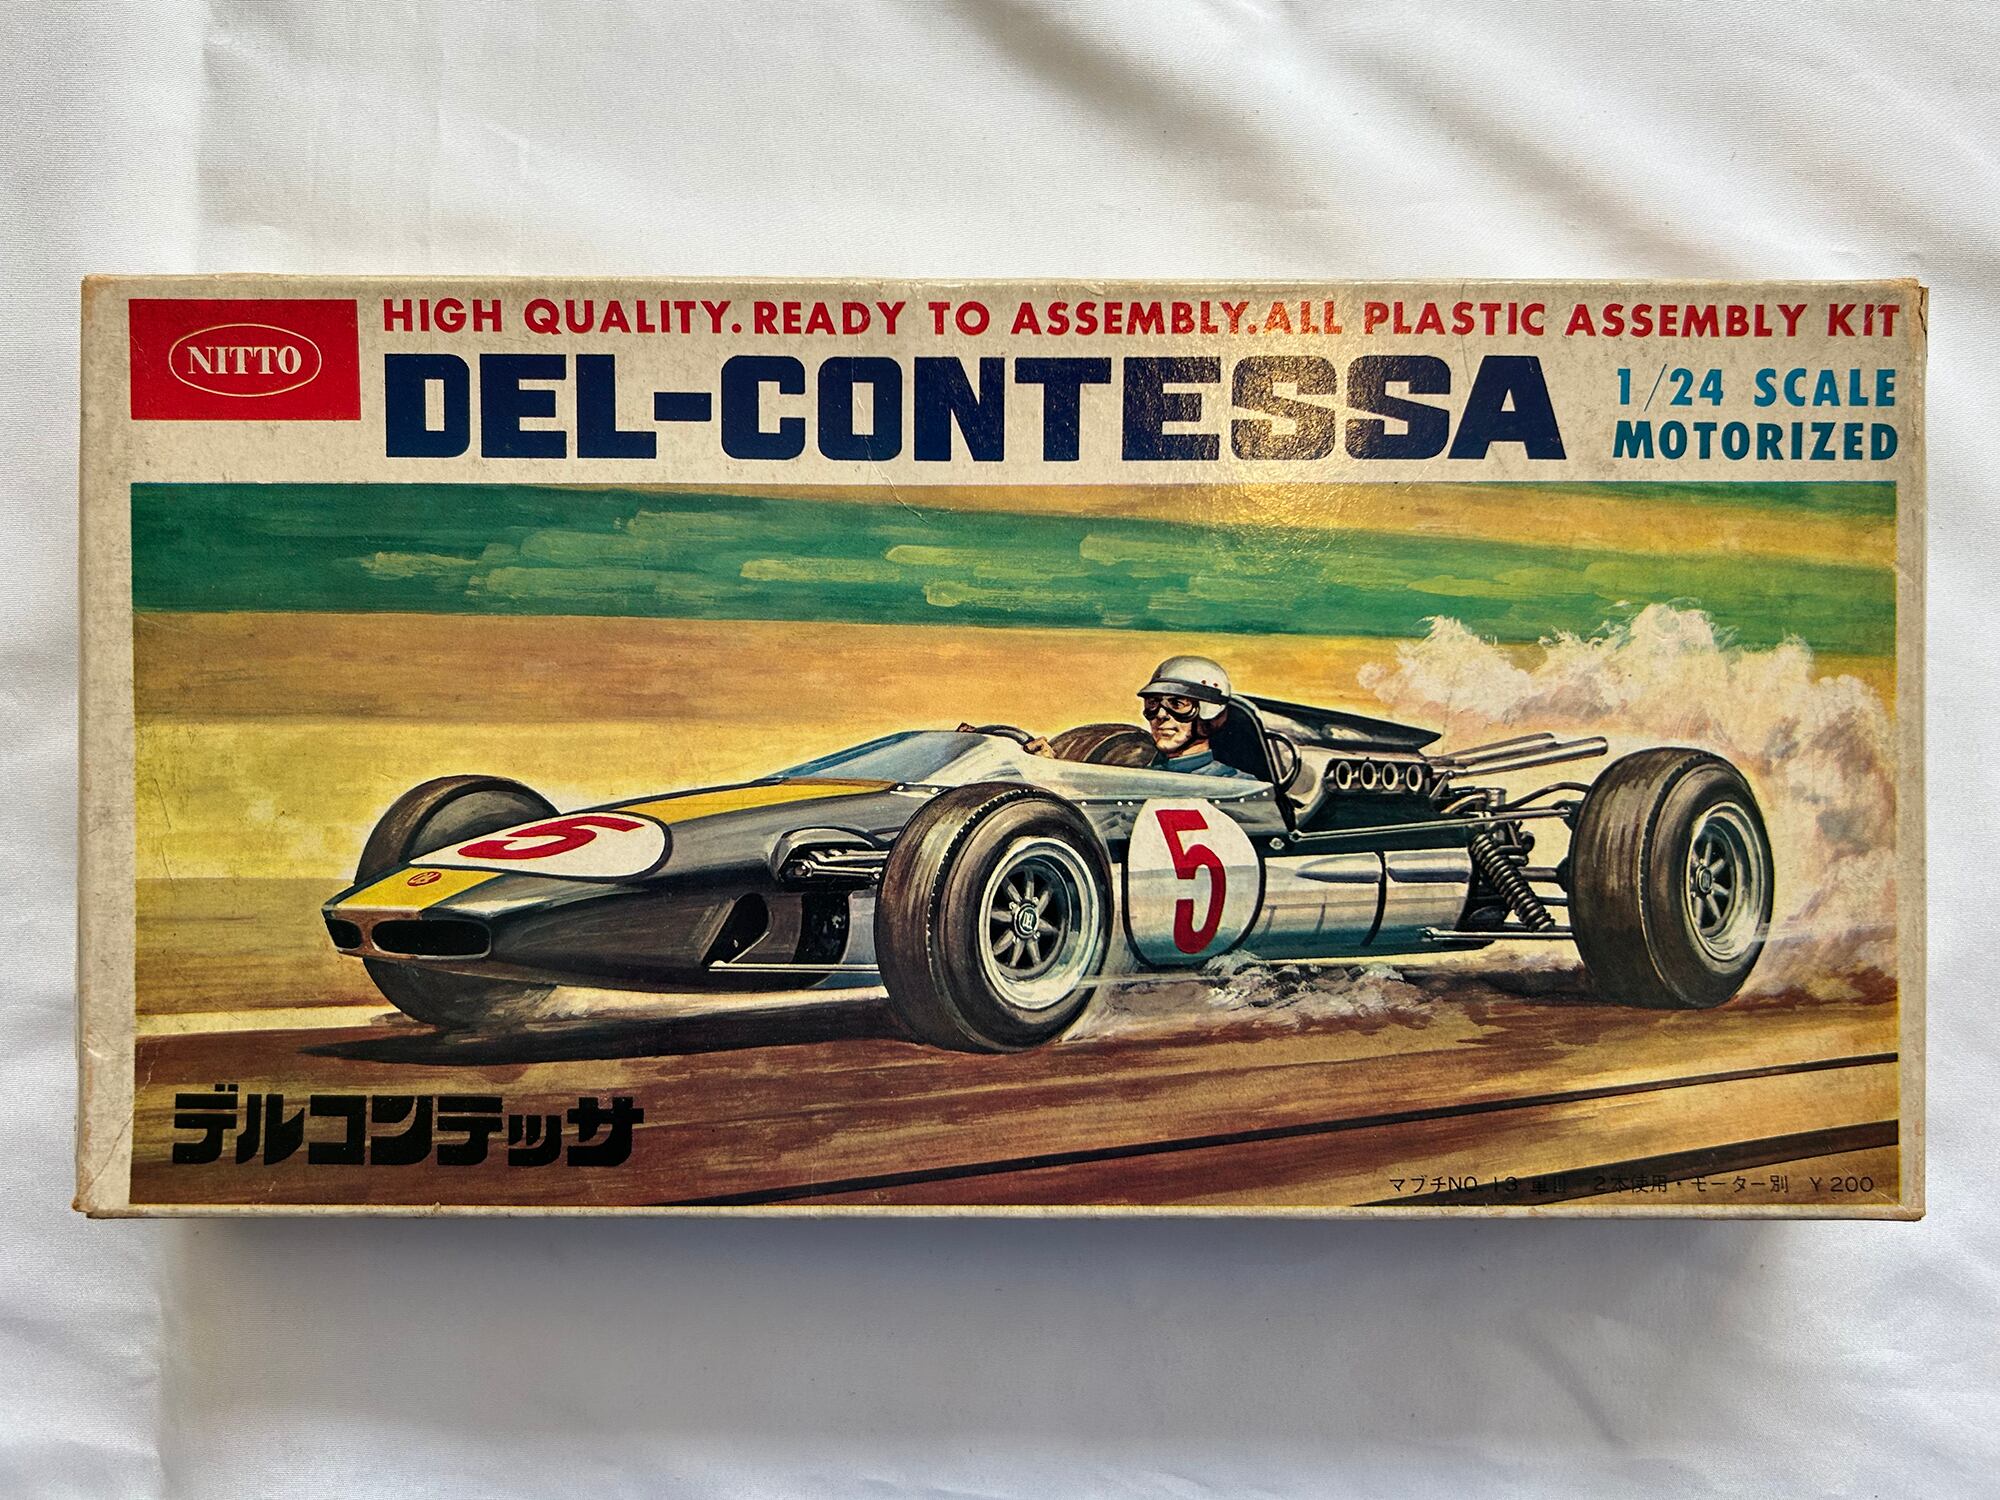 NITTO
HIGH QUALITY. READY TO ASSEMBLY. ALL PLASTIC ASSEMBLY KIT
DEL-CONTESSA
1/24 SCALE
MOTORIZED
5
5
DEL
デルコンテッサ
マブチNO. 13 単Ⅱ 2本使用・モーター別 ¥200